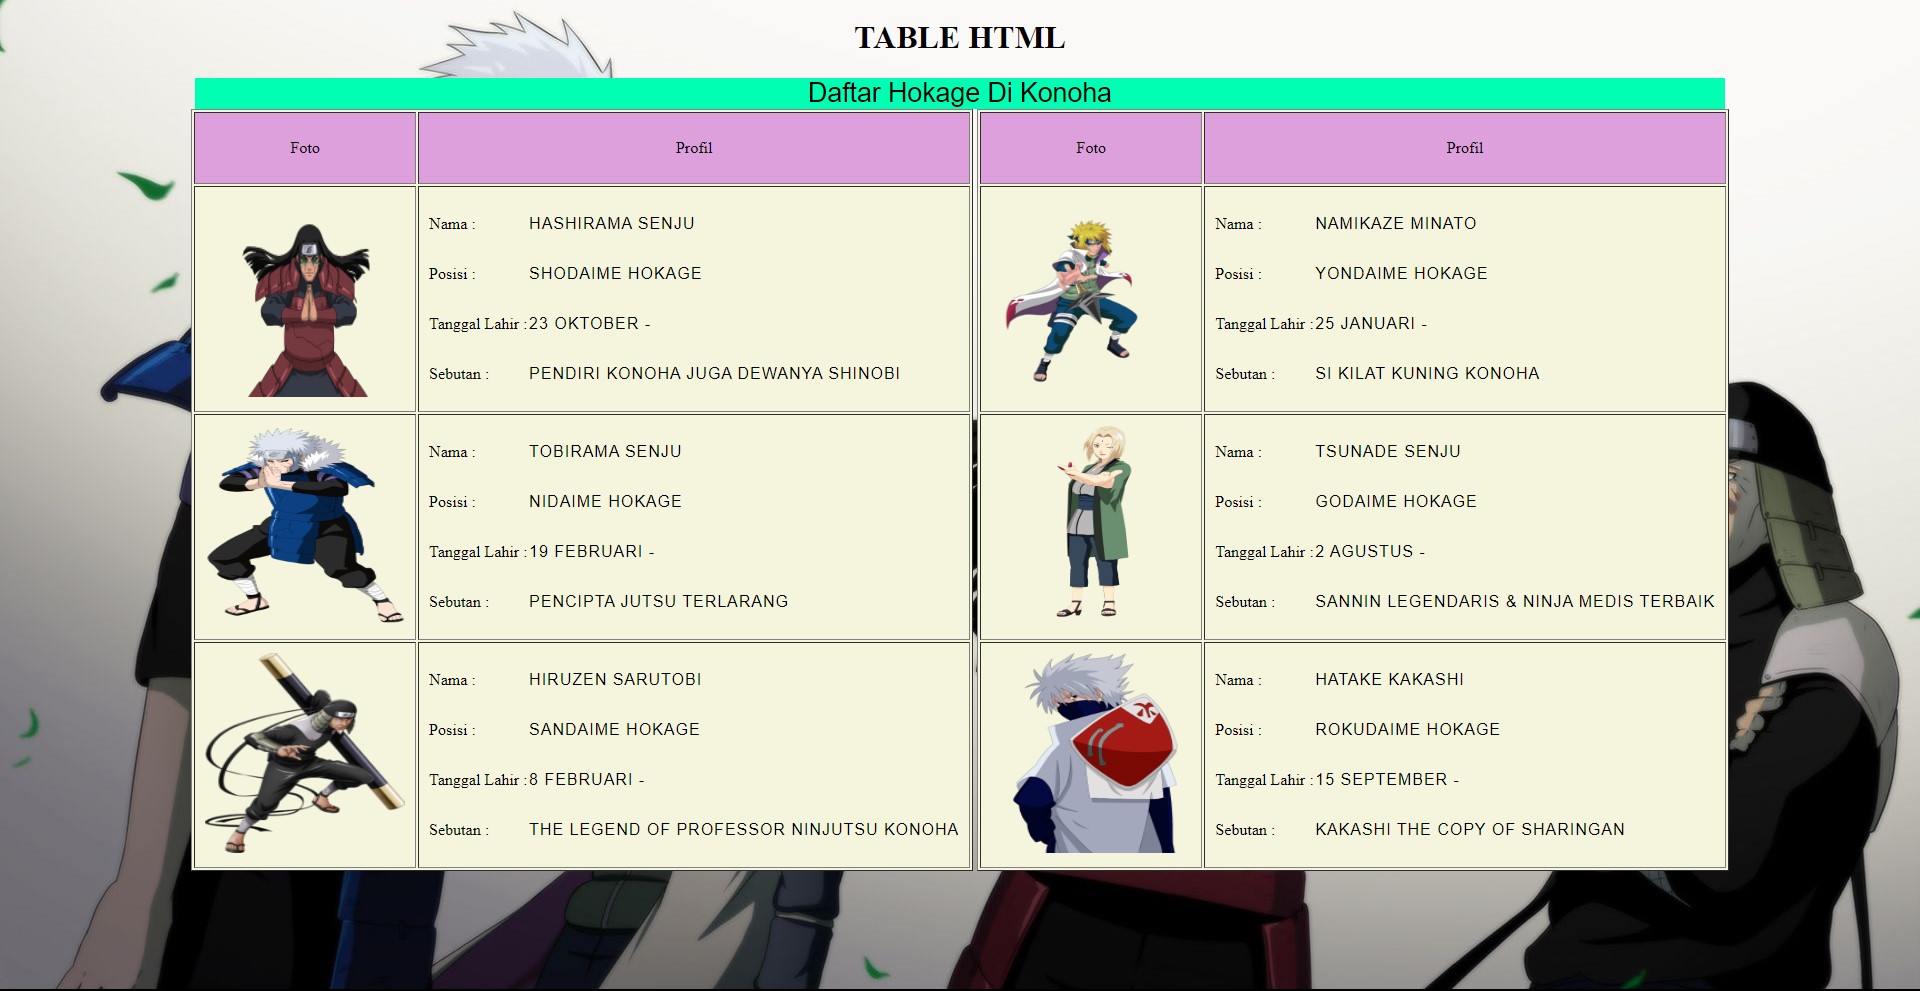 TABLE HTML
Daftar Hokage Di Konoha
Foto Profil
Nama : HASHIRAMA SENJU
Posisi : SHODAIME HOKAGE
Tanggal Lahir : 23 OKTOBER -
Sebutan : PENDIRI KONOHA JUGA DEWANYA SHINOBI
Nama : TOBIRAMA SENJU
Posisi : NIDAIME HOKAGE
Tanggal Lahir : 19 FEBRUARI -
Sebutan : PENCIPTA JUTSU TERLARANG
Nama : HIRUZEN SARUTOBI
Posisi : SANDAIME HOKAGE
Tanggal Lahir : 8 FEBRUARI -
Sebutan : THE LEGEND OF PROFESSOR NINJUTSU KONOHA
Foto Profil
Nama : NAMIKAZE MINATO
Posisi : YONDAIME HOKAGE
Tanggal Lahir : 25 JANUARI -
Sebutan : SI KILAT KUNING KONOHA
Nama : TSUNADE SENJU
Posisi : GODAIME HOKAGE
Tanggal Lahir : 2 AGUSTUS -
Sebutan : SANNIN LEGENDARIS & NINJA MEDIS TERBAIK
Nama : HATAKE KAKASHI
Posisi : ROKUDAIME HOKAGE
Tanggal Lahir : 15 SEPTEMBER -
Sebutan : KAKASHI THE COPY OF SHARINGAN